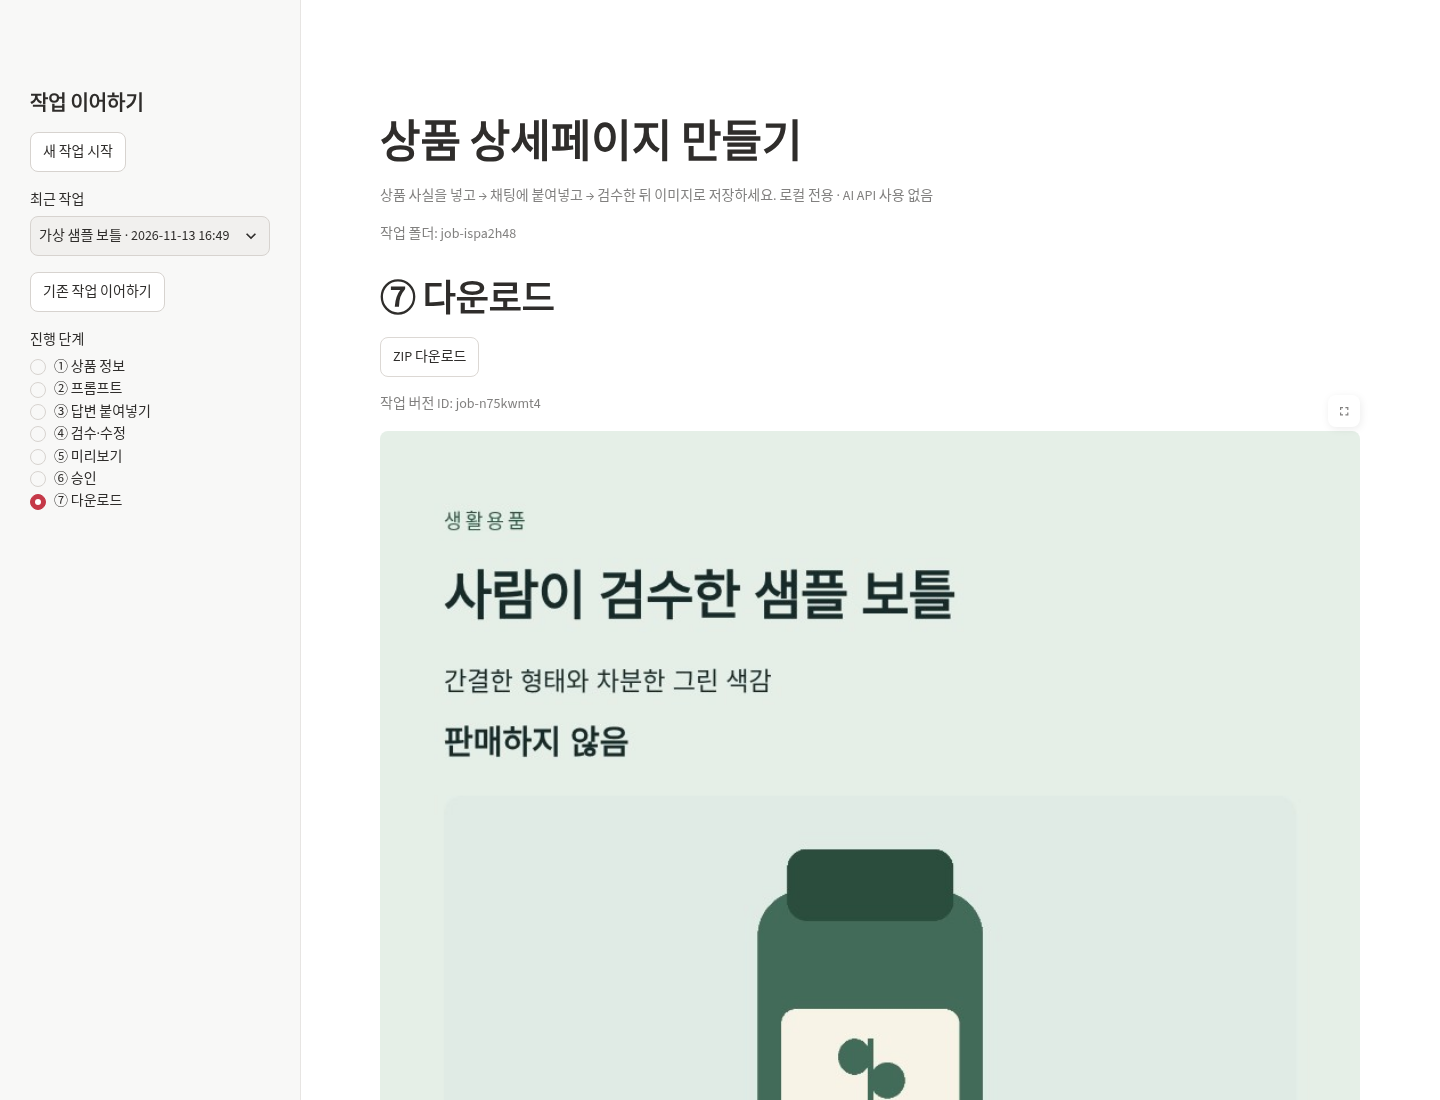 작업 이어하기
새 작업 시작
최근 작업
가상 샘플 보틀 · 2026-11-13 16:49
기존 작업 이어하기
진행 단계
① 상품 정보
② 프롬프트
③ 답변 붙여넣기
④ 검수·수정
⑤ 미리보기
⑥ 승인
⑦ 다운로드
상품 상세페이지 만들기
상품 사실을 넣고 → 채팅에 붙여넣고 → 검수한 뒤 이미지로 저장하세요. 로컬 전용 · AI API 사용 없음
작업 폴더: job-ispa2h48
⑦ 다운로드
ZIP 다운로드
작업 버전 ID: job-n75kwmt4
생활용품
사람이 검수한 샘플 보틀
간결한 형태와 차분한 그린 색감
판매하지 않음